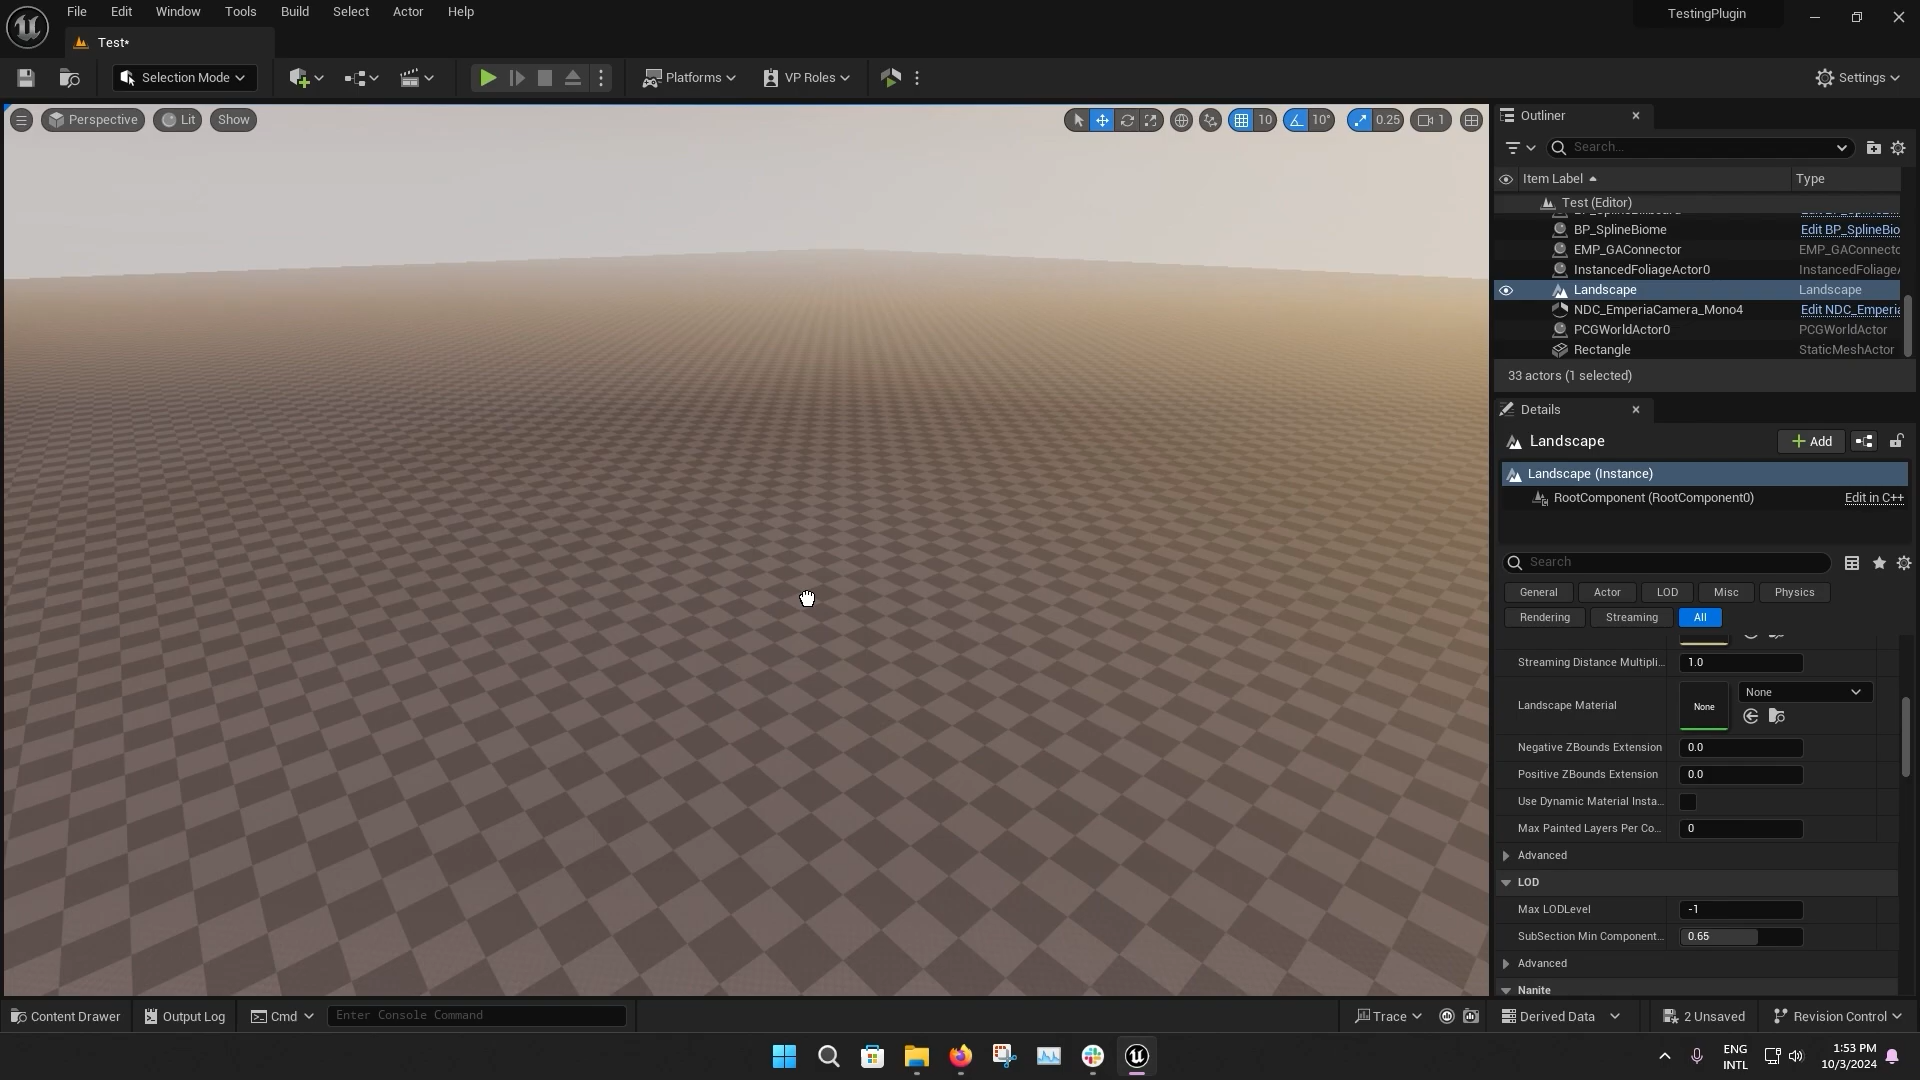 File Edit Window Tools Build Select Actor Help
TestingPlugin
Test*
Selection Mode
Platforms
VP Roles
Settings
Perspective
Lit
Show
10
10°
0.25
1
Outliner
Search...
Item Label
Type
Test (Editor)
BP_SplineBiome
Edit BP_SplineBio
EMP_GAConnector
EMP_GAConnecto
InstancedFoliageActor0
InstancedFoliageA
Landscape
Landscape
NDC_EmperiaCamera_Mono4
Edit NDC_Emperia
PCGWorldActor0
PCGWorldActor
Rectangle
StaticMeshActor
33 actors (1 selected)
Details
Landscape
Add
Landscape (Instance)
RootComponent (RootComponent0)
Edit in C++
Search
General
Actor
LOD
Misc
Physics
Rendering
Streaming
All
Streaming Distance Multipli...
1.0
Landscape Material
None
None
Negative ZBounds Extension
0.0
Positive ZBounds Extension
0.0
Use Dynamic Material Insta...
Max Painted Layers Per Co...
0
Advanced
LOD
Max LODLevel
-1
SubSection Min Component...
0.65
Advanced
Nanite
Content Drawer
Output Log
Cmd
Enter Console Command
Trace
Derived Data
2 Unsaved
Revision Control
ENG
INTL
1:53 PM
10/3/2024